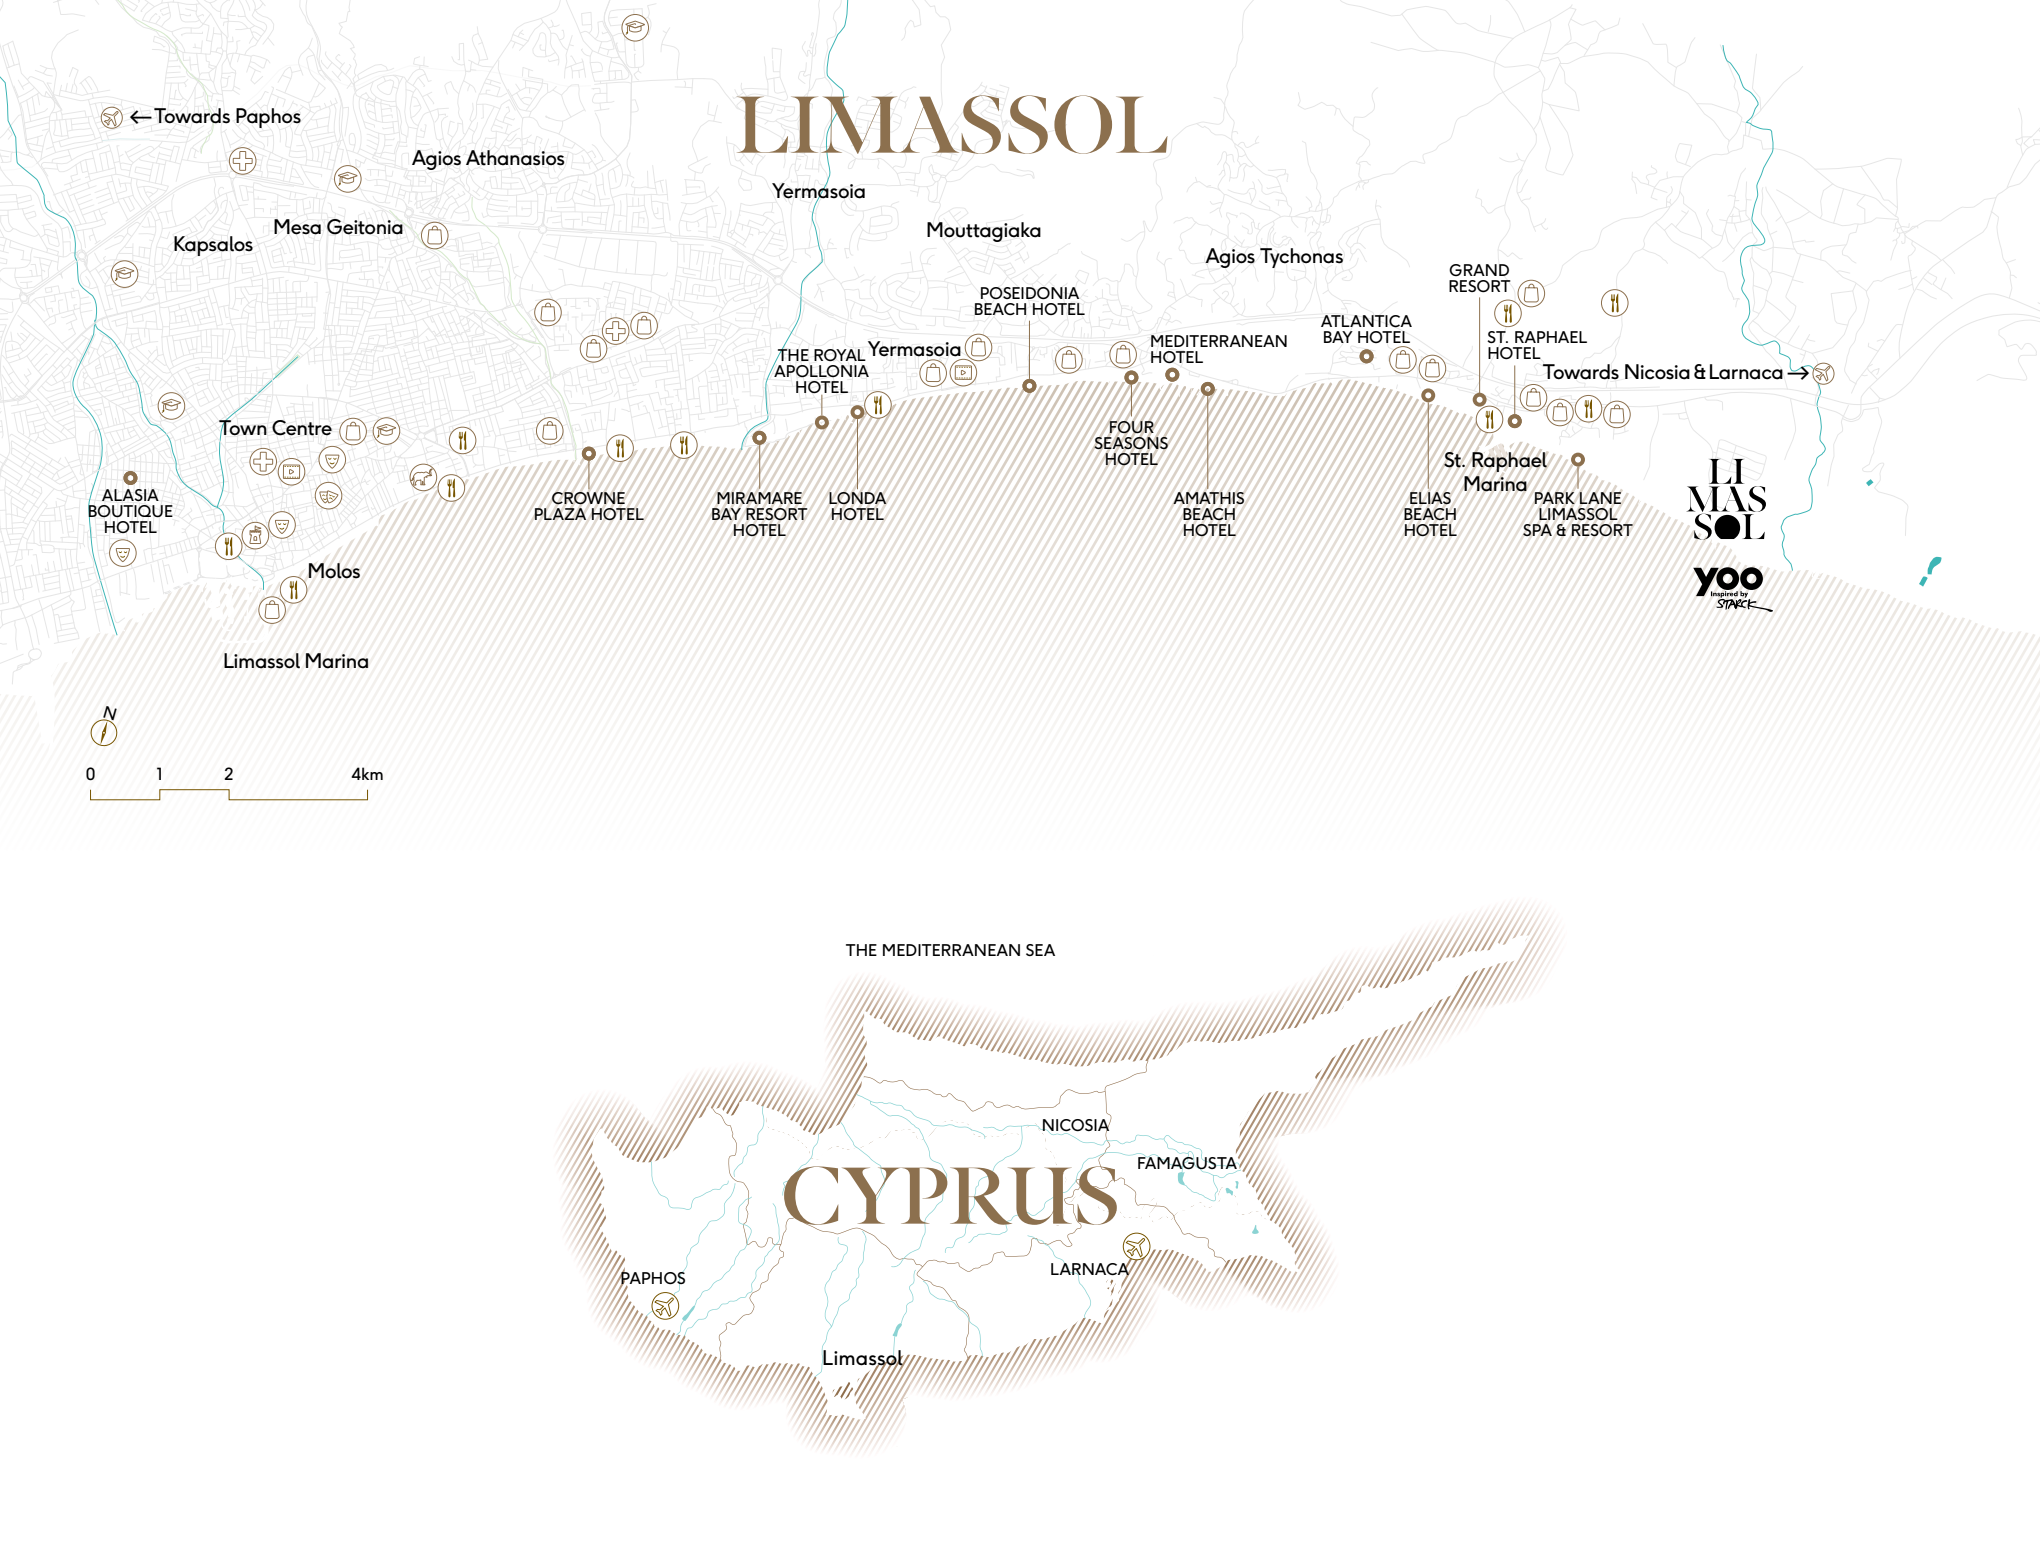 LIMASSOL
← Towards Paphos
Agios Athanasios
Yermasoia
Mesa Geitonia
Kapsalos
Mouttagiaka
Agios Tychonas
GRAND
RESORT
POSEIDONIA
BEACH HOTEL
ATLANTICA
BAY HOTEL
MEDITERRANEAN
HOTEL
ST. RAPHAEL
HOTEL
THE ROYAL
APOLLONIA
HOTEL
Yermasoia
Towards Nicosia & Larnaca →
Town Centre
FOUR
SEASONS
HOTEL
St. Raphael
Marina
ALASIA
BOUTIQUE
HOTEL
CROWNE
PLAZA HOTEL
MIRAMARE
BAY RESORT
HOTEL
LONDA
HOTEL
AMATHIS
BEACH
HOTEL
ELIAS
BEACH
HOTEL
PARK LANE
LIMASSOL
SPA & RESORT
LI
MAS
SOL
yoo
Inspired by
STARCK
Molos
Limassol Marina
N
0 1 2 4km
THE MEDITERRANEAN SEA
NICOSIA
FAMAGUSTA
CYPRUS
LARNACA
PAPHOS
Limassol